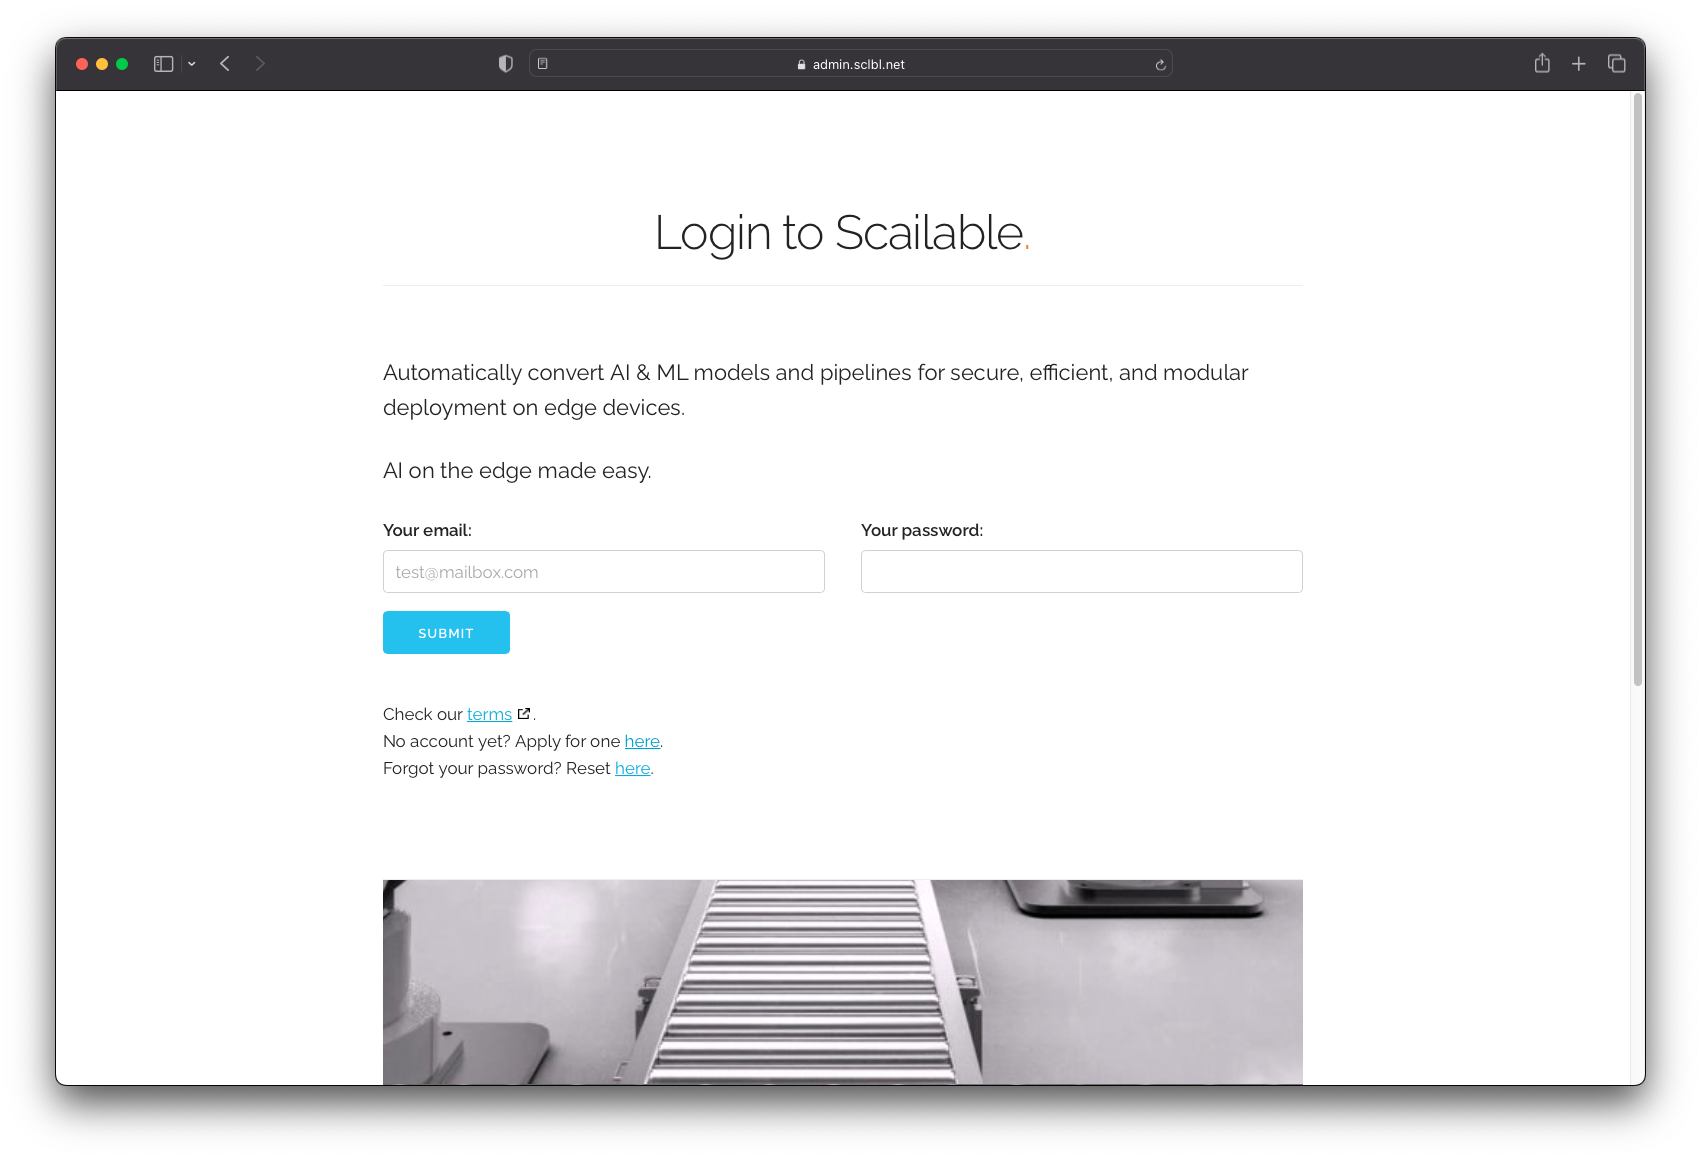 admin.sclbl.net
Login to Scailable.
Automatically convert AI & ML models and pipelines for secure, efficient, and modular
deployment on edge devices.
AI on the edge made easy.
Your email:
Your password:
test@mailbox.com
SUBMIT
Check our terms .
No account yet? Apply for one here.
Forgot your password? Reset here.